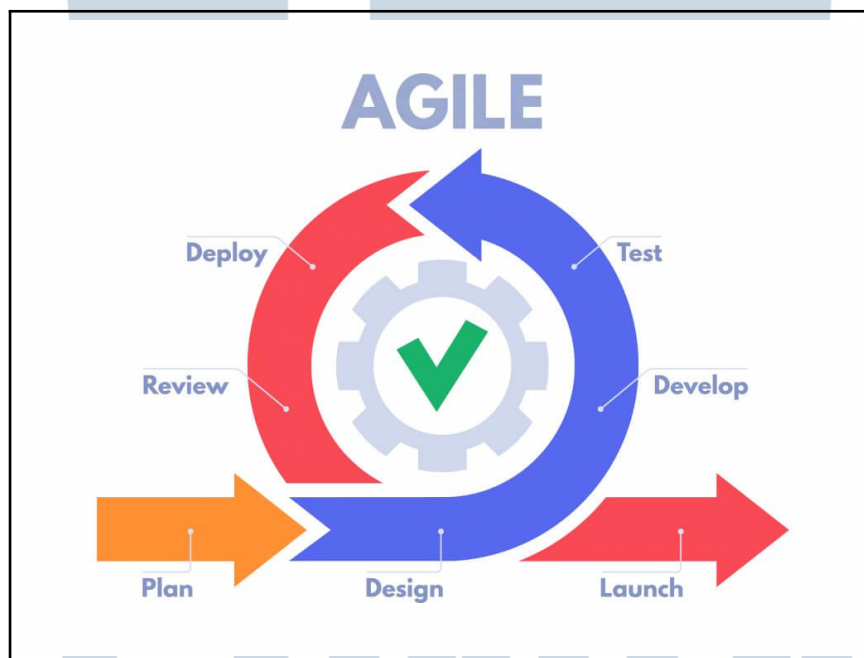 AGILE
Deploy
Test
Review
Develop
Plan
Design
Launch